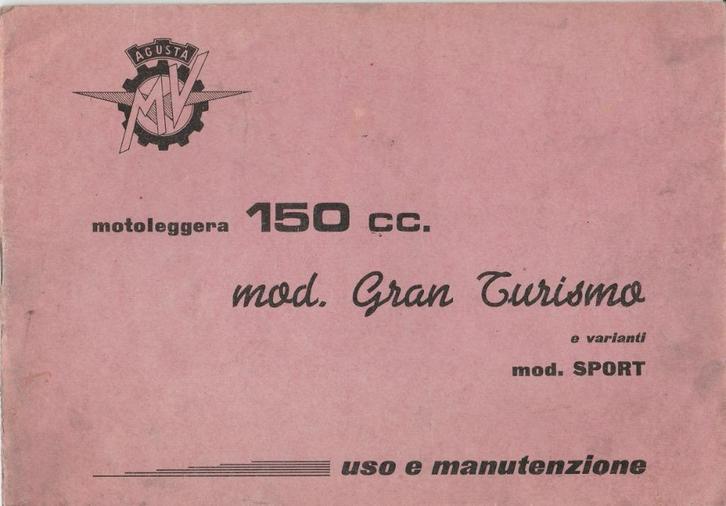 AGUSTA
MV
motoleggera 150 cc.
mod. Gran Turismo
e varianti
mod. SPORT
uso e manutenzione